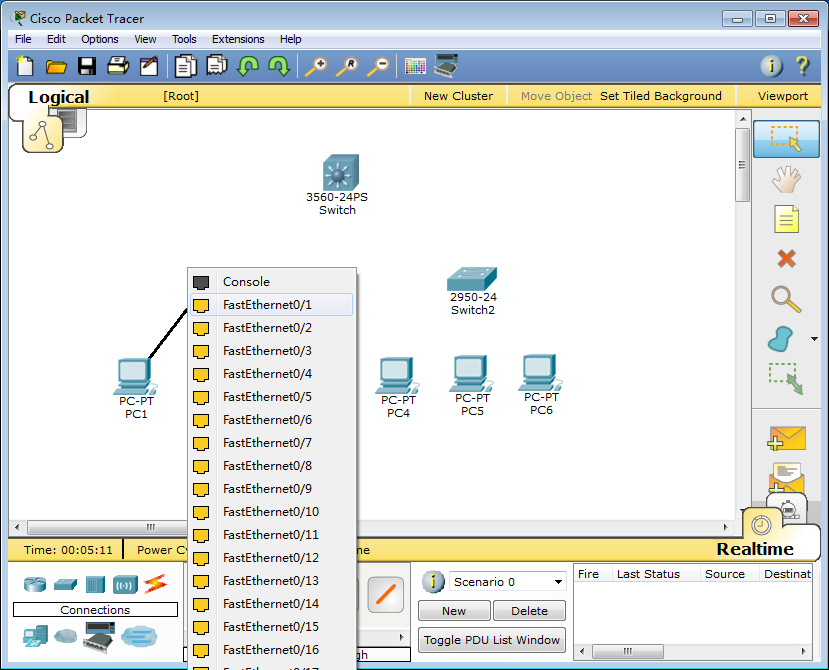 Cisco Packet Tracer
File Edit Options View Tools Extensions Help
Logical [Root] New Cluster Move Object Set Tiled Background Viewport
3560-24PS
Switch
2950-24
Switch2
PC-PT
PC1
PC-PT
PC4
PC-PT
PC5
PC-PT
PC6
Console
FastEthernet0/1
FastEthernet0/2
FastEthernet0/3
FastEthernet0/4
FastEthernet0/5
FastEthernet0/6
FastEthernet0/7
FastEthernet0/8
FastEthernet0/9
FastEthernet0/10
FastEthernet0/11
FastEthernet0/12
FastEthernet0/13
FastEthernet0/14
FastEthernet0/15
FastEthernet0/16
Time: 00:05:11 Power Cy
me
Realtime
Connections
Scenario 0
New Delete
Toggle PDU List Window
Fire Last Status Source Destinat
gh